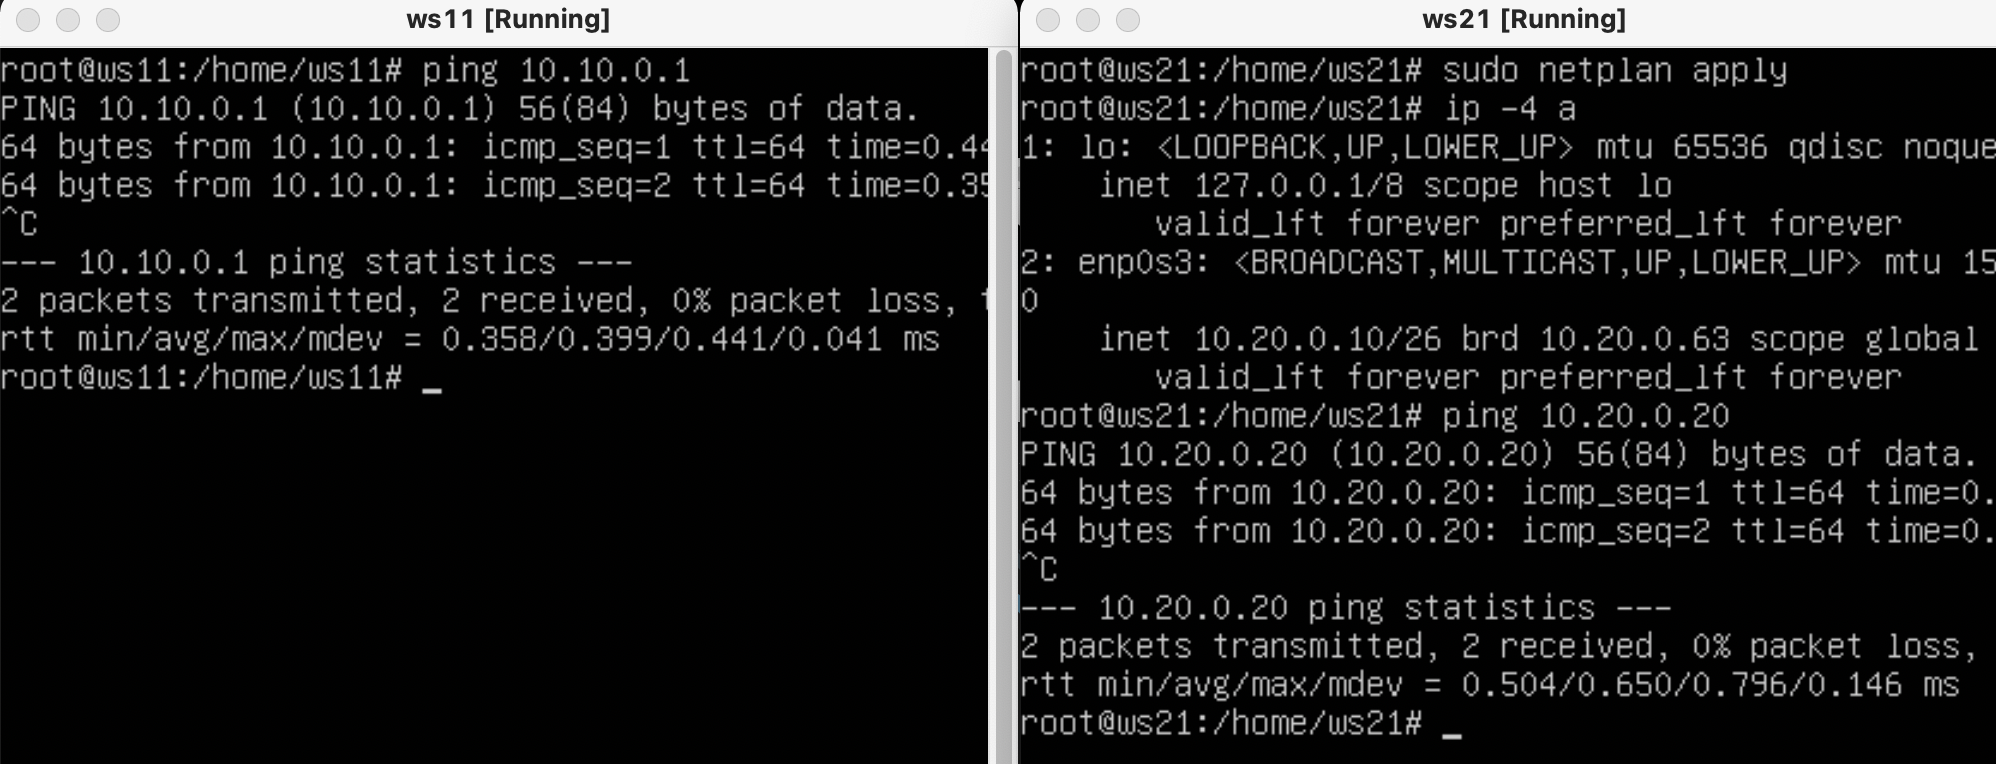 ws11 [Running]
root@ws11:/home/ws11# ping 10.10.0.1
PING 10.10.0.1 (10.10.0.1) 56(84) bytes of data.
64 bytes from 10.10.0.1: icmp_seq=1 ttl=64 time=0.44
64 bytes from 10.10.0.1: icmp_seq=2 ttl=64 time=0.35
^C
--- 10.10.0.1 ping statistics ---
2 packets transmitted, 2 received, 0% packet loss,
rtt min/avg/max/mdev = 0.358/0.399/0.441/0.041 ms
root@ws11:/home/ws11# _
ws21 [Running]
root@ws21:/home/ws21# sudo netplan apply
root@ws21:/home/ws21# ip -4 a
1: lo: <LOOPBACK,UP,LOWER_UP> mtu 65536 qdisc noque
inet 127.0.0.1/8 scope host lo
valid_lft forever preferred_lft forever
2: enp0s3: <BROADCAST,MULTICAST,UP,LOWER_UP> mtu 15
0
inet 10.20.0.10/26 brd 10.20.0.63 scope global
valid_lft forever preferred_lft forever
root@ws21:/home/ws21# ping 10.20.0.20
PING 10.20.0.20 (10.20.0.20) 56(84) bytes of data.
64 bytes from 10.20.0.20: icmp_seq=1 ttl=64 time=0.
64 bytes from 10.20.0.20: icmp_seq=2 ttl=64 time=0.
^C
--- 10.20.0.20 ping statistics ---
2 packets transmitted, 2 received, 0% packet loss,
rtt min/avg/max/mdev = 0.504/0.650/0.796/0.146 ms
root@ws21:/home/ws21# _